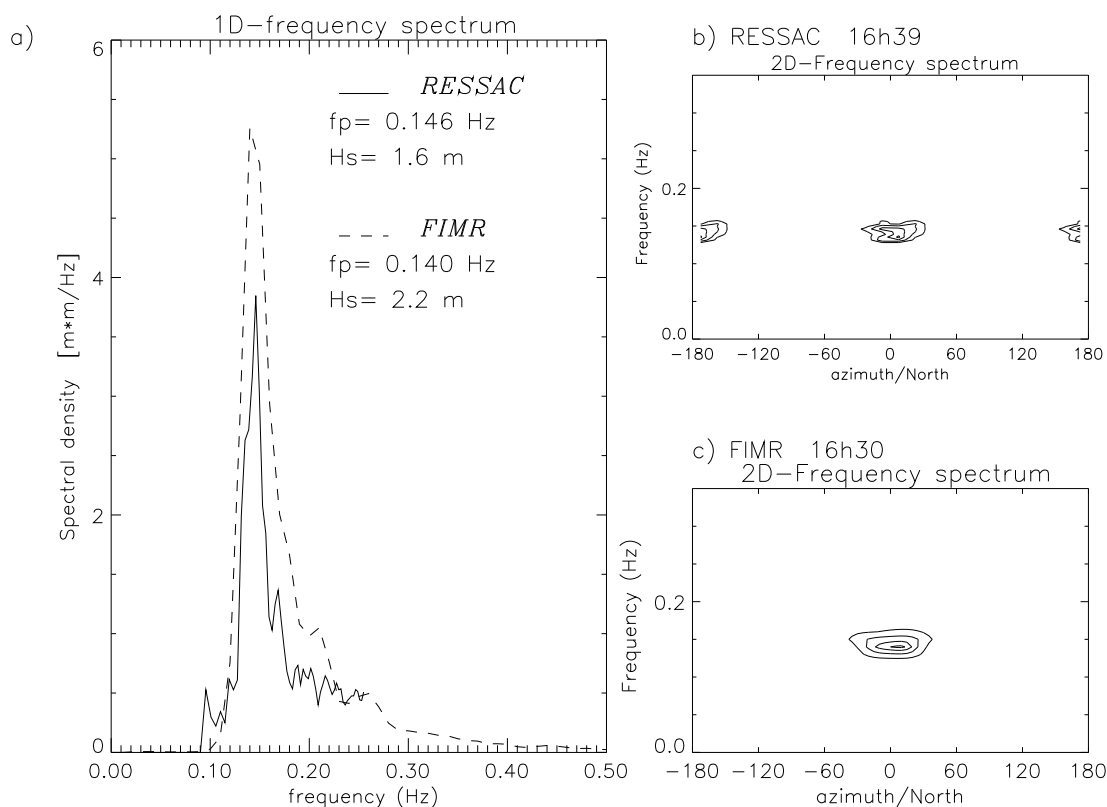 a)
1D-frequency spectrum
6
4
2
0
Spectral density [m*m/Hz]
RESSAC
fp= 0.146 Hz
Hs= 1.6 m
FIMR
fp= 0.140 Hz
Hs= 2.2 m
0.00 0.10 0.20 0.30 0.40 0.50
frequency (Hz)
b) RESSAC 16h39
2D-Frequency spectrum
Frequency (Hz)
0.2
0.0
-180 -120 -60 0 60 120 180
azimuth/North
c) FIMR 16h30
2D-Frequency spectrum
Frequency (Hz)
0.2
0.0
-180 -120 -60 0 60 120 180
azimuth/North